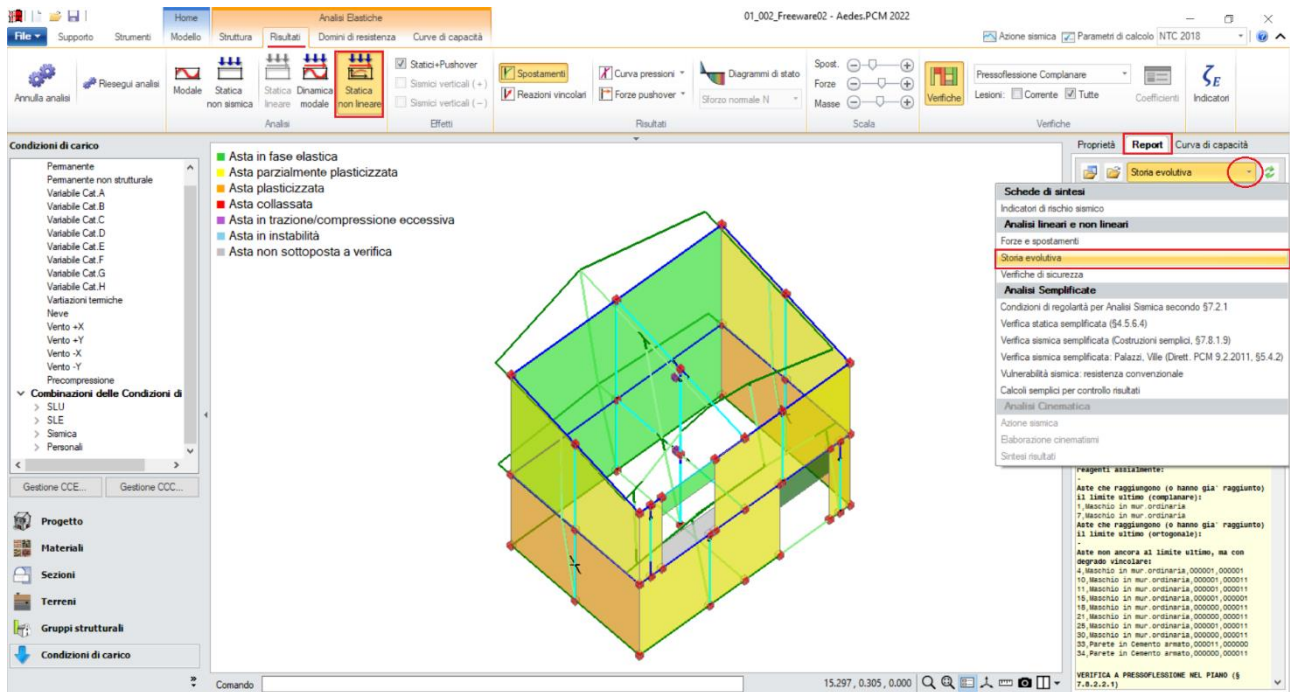 01_002_Freeware02 - Aedes.PCM 2022
Home
Analisi Elastiche
File
Supporto
Strumenti
Modello
Struttura
Risultati
Domini di resistenza
Curve di capacità
Azione sismica
Parametri di calcolo
NTC 2018
Annulla analisi
Riesegui analisi
Modale
Statica non sismica
Statica lineare
Dinamica modale
Statica non lineare
Analisi
Statici+Pushover
Sismici verticali (+)
Sismici verticali (−)
Effetti
Spostamenti
Reazioni vincolari
Curva pressioni
Forze pushover
Diagrammi di stato
Sforzo normale N
Risultati
Spost.
Forze
Masse
Scala
Verifiche
Pressoflessione Complanare
Lesioni: Corrente Tutte
Coefficienti
ζE
Indicatori
Verifiche
Condizioni di carico
Permanente
Permanente non strutturale
Variabile Cat.A
Variabile Cat.B
Variabile Cat.C
Variabile Cat.D
Variabile Cat.E
Variabile Cat.F
Variabile Cat.G
Variabile Cat.H
Variazioni termiche
Neve
Vento +X
Vento +Y
Vento -X
Vento -Y
Precompressione
Combinazioni delle Condizioni di
SLU
SLE
Sismica
Personali
Gestione CCE...
Gestione CCC...
Progetto
Materiali
Sezioni
Terreni
Gruppi strutturali
Condizioni di carico
Asta in fase elastica
Asta parzialmente plasticizzata
Asta plasticizzata
Asta collassata
Asta in trazione/compressione eccessiva
Asta in instabilità
Asta non sottoposta a verifica
Comando
15.297 , 0.305 , 0.000
Proprietà
Report
Curva di capacità
Storia evolutiva
Schede di sintesi
Indicatori di rischio sismico
Analisi lineari e non lineari
Forze e spostamenti
Storia evolutiva
Verifiche di sicurezza
Analisi Semplificate
Condizioni di regolarità per Analisi Sismica secondo §7.2.1
Verifica statica semplificata (§4.5.6.4)
Verifica sismica semplificata (Costruzioni semplici, §7.8.1.9)
Verifica sismica semplificata: Palazzi, Ville (Dirett. PCM 9.2.2011, §5.4.2)
Vulnerabilità sismica: resistenza convenzionale
Calcoli semplici per controllo risultati
Analisi Cinematica
Azione sismica
Elaborazione cinematismi
Sintesi risultati
reagenti assialmente:
-
Aste che raggiungono (o hanno gia` raggiunto)
il limite ultimo (complanare):
1,Maschio in mur.ordinaria
7,Maschio in mur.ordinaria
Aste che raggiungono (o hanno gia` raggiunto)
il limite ultimo (ortogonale):
-
Aste non ancora al limite ultimo, ma con
degrado vincolare:
4,Maschio in mur.ordinaria,000001,000001
10,Maschio in mur.ordinaria,000001,000011
11,Maschio in mur.ordinaria,000001,000011
15,Maschio in mur.ordinaria,000001,000001
18,Maschio in mur.ordinaria,000000,000011
21,Maschio in mur.ordinaria,000000,000011
25,Maschio in mur.ordinaria,000001,000011
30,Maschio in mur.ordinaria,000000,000011
33,Parete in Cemento armato,000011,000000
34,Parete in Cemento armato,000000,000011
VERIFICA A PRESSOFLESSIONE NEL PIANO (§
7.8.2.2.1)